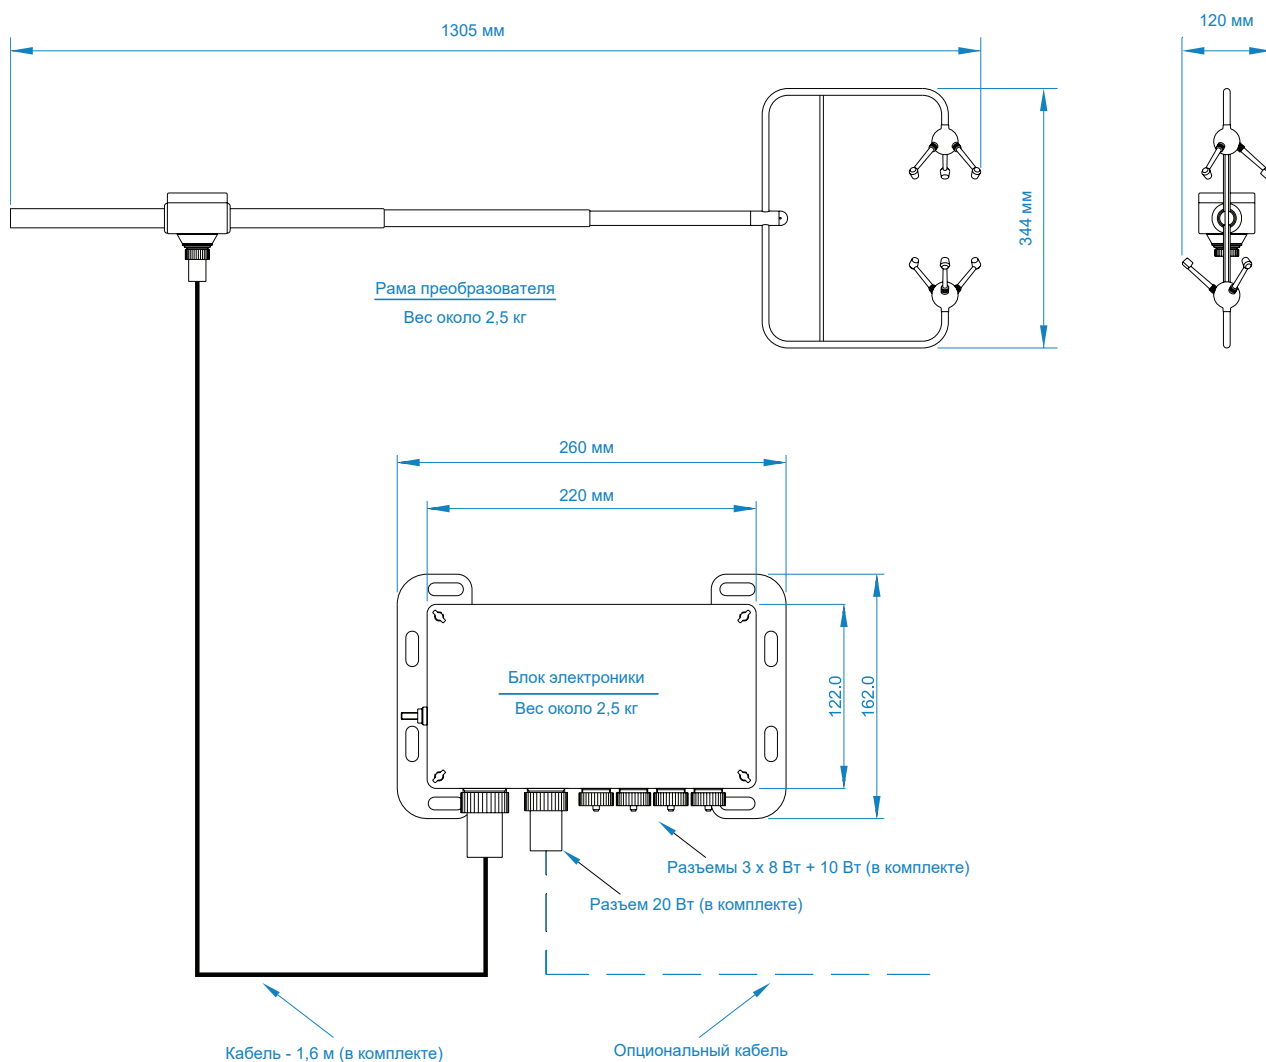 1305 мм
120 мм
344 мм
Рама преобразователя
Вес около 2,5 кг
260 мм
220 мм
Блок электроники
Вес около 2,5 кг
122.0
162.0
Разъемы 3 x 8 Вт + 10 Вт (в комплекте)
Разъем 20 Вт (в комплекте)
Кабель - 1,6 м (в комплекте)
Опциональный кабель